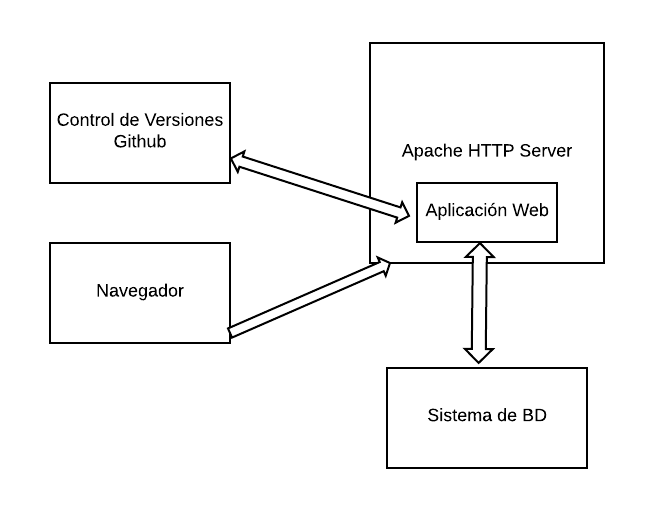 Control de Versiones
Github
Apache HTTP Server
Aplicación Web
Navegador
Sistema de BD